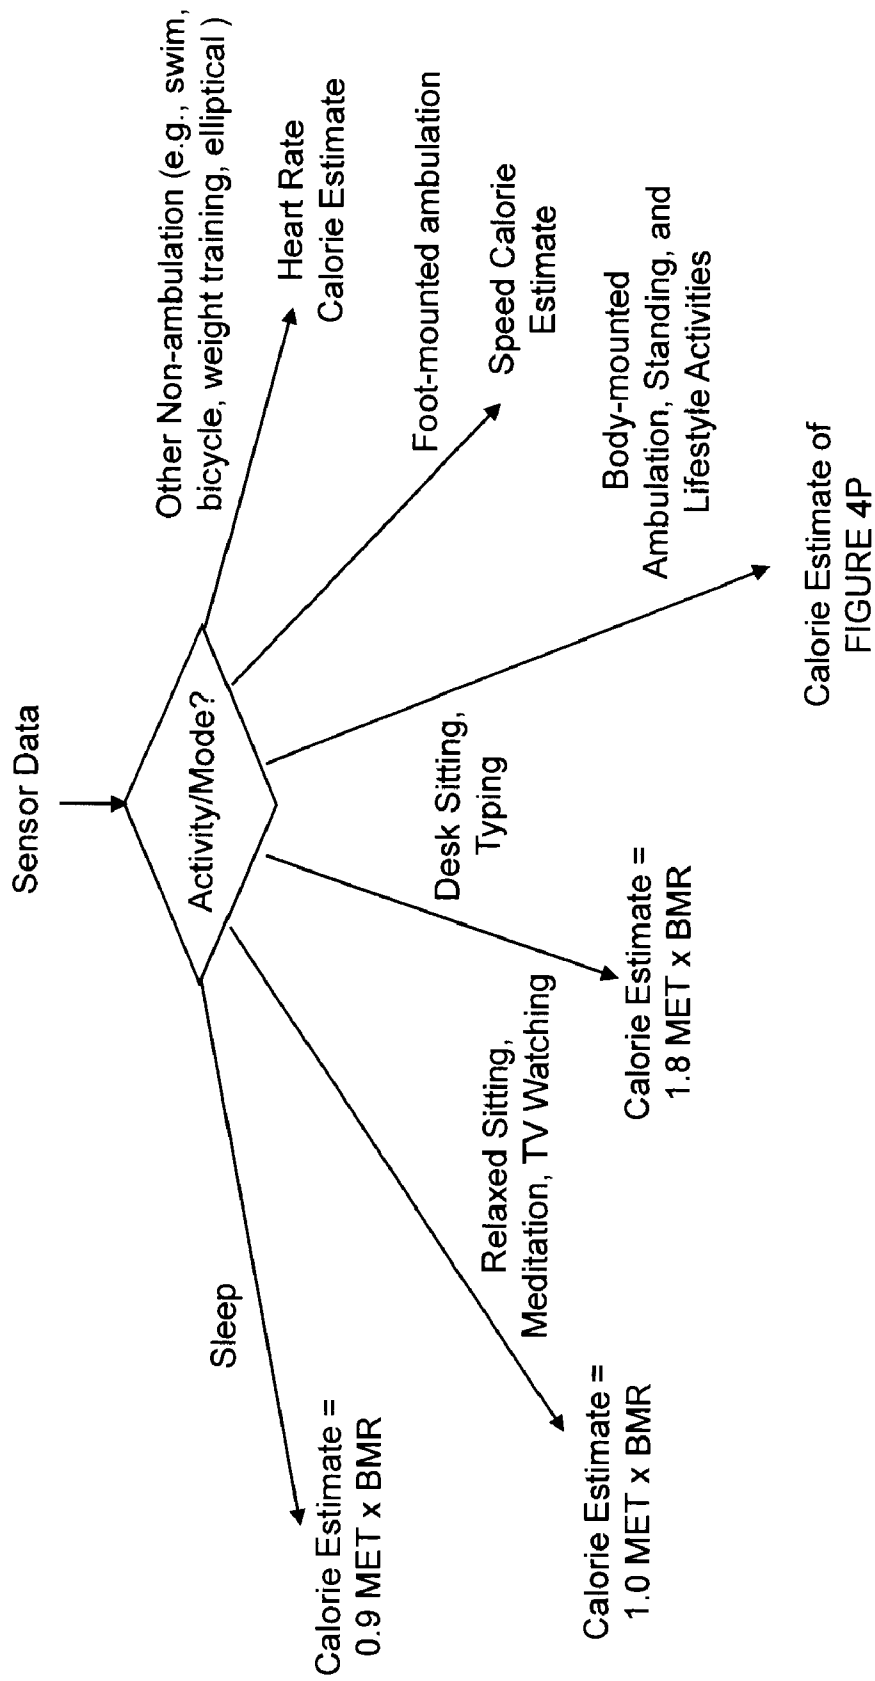 Sensor Data
Activity/Mode?
Sleep
Calorie Estimate =
0.9 MET x BMR
Relaxed Sitting,
Meditation, TV Watching
Calorie Estimate =
1.0 MET x BMR
Desk Sitting,
Typing
Calorie Estimate =
1.8 MET x BMR
Body-mounted
Ambulation, Standing, and
Lifestyle Activities
Calorie Estimate of
FIGURE 4P
Foot-mounted ambulation
Speed Calorie
Estimate
Other Non-ambulation (e.g., swim,
bicycle, weight training, elliptical )
Heart Rate
Calorie Estimate